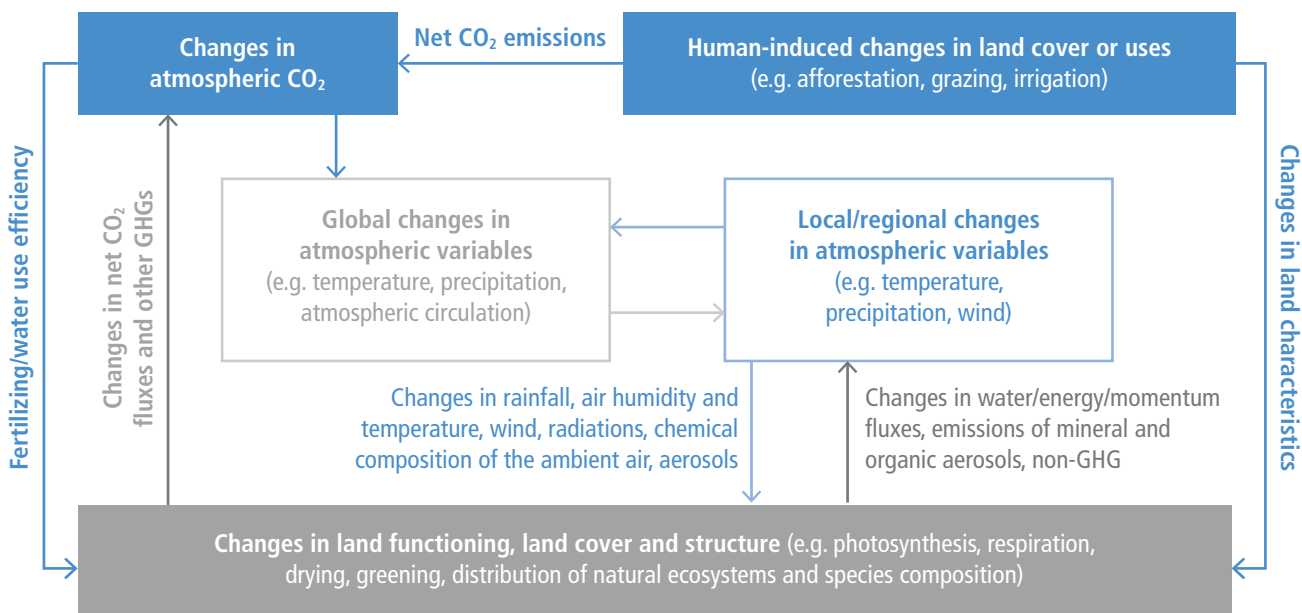 Changes in
atmospheric CO₂
Net CO₂ emissions
Human-induced changes in land cover or uses
(e.g. afforestation, grazing, irrigation)
Fertilizing/water use efficiency
Changes in net CO₂
fluxes and other GHGs
Global changes in
atmospheric variables
(e.g. temperature, precipitation,
atmospheric circulation)
Local/regional changes
in atmospheric variables
(e.g. temperature,
precipitation, wind)
Changes in land characteristics
Changes in rainfall, air humidity and
temperature, wind, radiations, chemical
composition of the ambient air, aerosols
Changes in water/energy/momentum
fluxes, emissions of mineral and
organic aerosols, non-GHG
Changes in land functioning, land cover and structure (e.g. photosynthesis, respiration,
drying, greening, distribution of natural ecosystems and species composition)